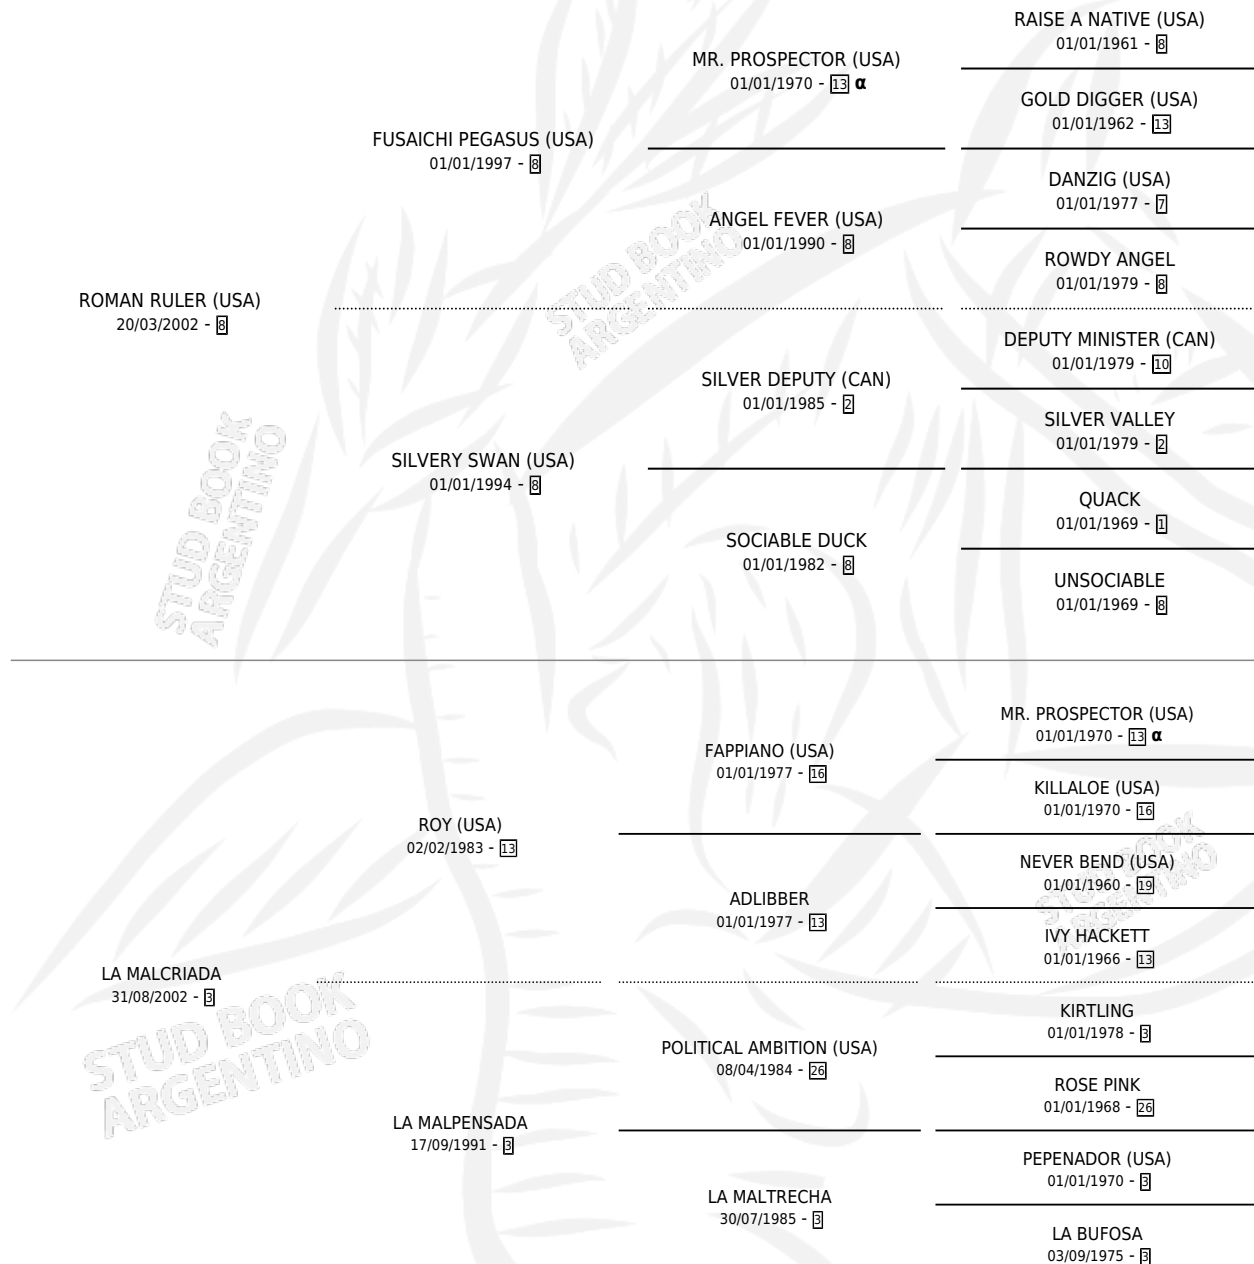 RAISE A NATIVE (USA)
01/01/1961 - 8
MR. PROSPECTOR (USA)
01/01/1970 - 13 α
GOLD DIGGER (USA)
01/01/1962 - 13
FUSAICHI PEGASUS (USA)
01/01/1997 - 8
DANZIG (USA)
01/01/1977 - 7
ANGEL FEVER (USA)
01/01/1990 - 8
ROWDY ANGEL
01/01/1979 - 8
ROMAN RULER (USA)
20/03/2002 - 8
DEPUTY MINISTER (CAN)
01/01/1979 - 10
SILVER DEPUTY (CAN)
01/01/1985 - 2
SILVER VALLEY
01/01/1979 - 2
SILVERY SWAN (USA)
01/01/1994 - 8
QUACK
01/01/1969 - 1
SOCIABLE DUCK
01/01/1982 - 8
UNSOCIABLE
01/01/1969 - 8
MR. PROSPECTOR (USA)
01/01/1970 - 13 α
FAPPIANO (USA)
01/01/1977 - 16
KILLALOE (USA)
01/01/1970 - 16
ROY (USA)
02/02/1983 - 13
NEVER BEND (USA)
01/01/1960 - 19
ADLIBBER
01/01/1977 - 13
IVY HACKETT
01/01/1966 - 13
LA MALCRIADA
31/08/2002 - 3
KIRTLING
01/01/1978 - 3
POLITICAL AMBITION (USA)
08/04/1984 - 26
ROSE PINK
01/01/1968 - 26
LA MALPENSADA
17/09/1991 - 3
PEPENADOR (USA)
01/01/1970 - 3
LA MALTRECHA
30/07/1985 - 3
LA BUFOSA
03/09/1975 - 3
STUD BOOK
ARGENTINO
STUD BOOK
ARGENTINO
STUD BOOK
ARGENTINO
STUD BOOK
ARGENTINO